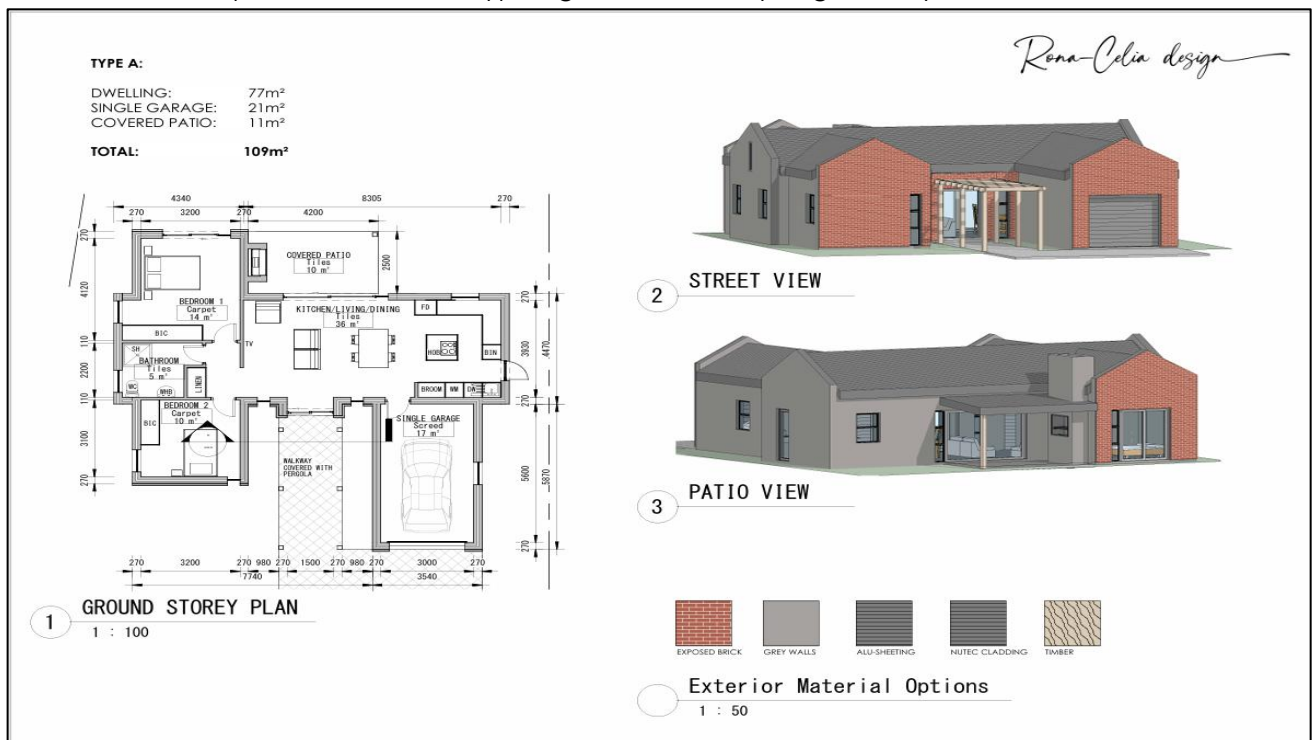 TYPE A:
DWELLING: 77m²
SINGLE GARAGE: 21m²
COVERED PATIO: 11m²
TOTAL: 109m²
Rona-Celia design
4340 8305
270 3200 270 4200 270
270
4120
110
2200
110
3100
270
COVERED PATIO
Tiles
10 m²
2500
BEDROOM 1
Carpet
14 m²
BIC
KITCHEN/LIVING/DINING
Tiles
36 m²
FD
TV
HOB
BIN
SH
BATHROOM
Tiles
5 m²
WC
WHB
LINEN
BROOM WM DW
BEDROOM 2
Carpet
10 m²
BIC
SINGLE GARAGE
Screed
17 m²
WALKWAY
COVERED WITH
PERGOLA
270
3930
4470
270
5600
5870
270
270 3200 270 980 270 1500 270 980 270 3000 270
7740 3540
1 GROUND STOREY PLAN
1 : 100
2 STREET VIEW
3 PATIO VIEW
EXPOSED BRICK GREY WALLS ALU-SHEETING NUTEC CLADDING TIMBER
Exterior Material Options
1 : 50